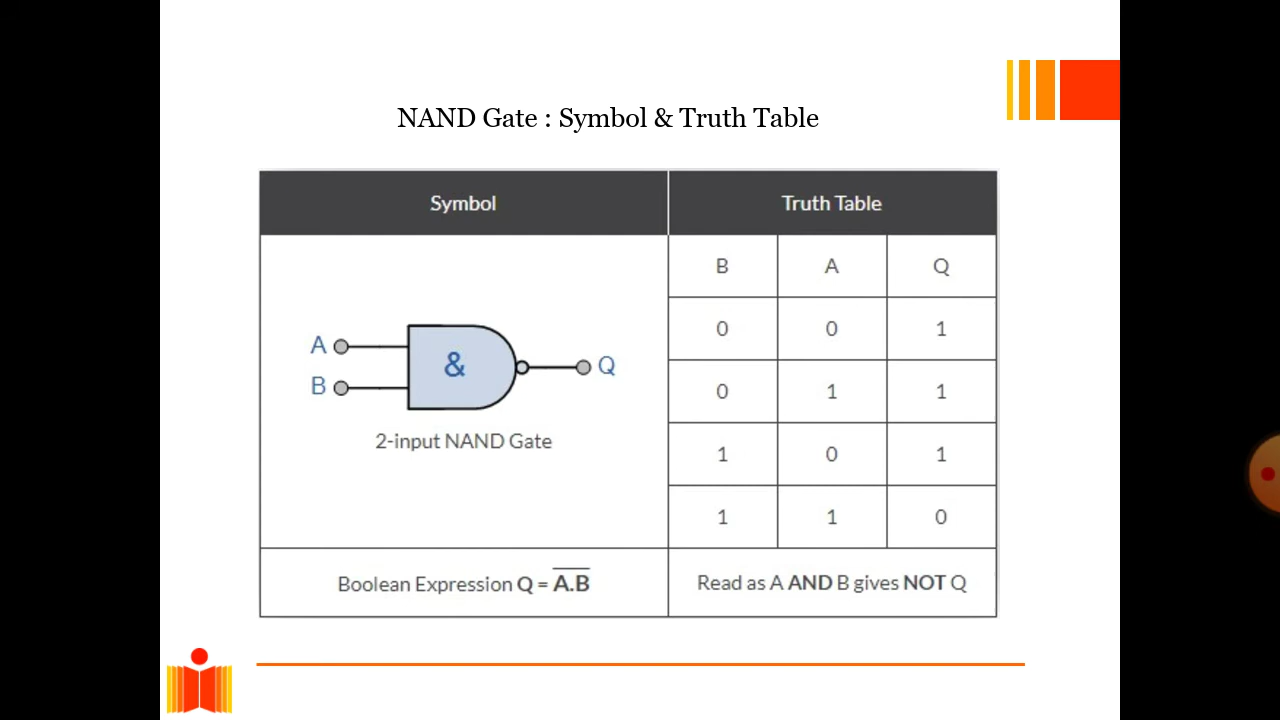 NAND Gate : Symbol & Truth Table
Symbol Truth Table
B A Q
0 0 1
0 1 1
1 0 1
1 1 0
A
B
&
Q
2-input NAND Gate
Boolean Expression Q = A̅.̅B̅
Read as A AND B gives NOT Q